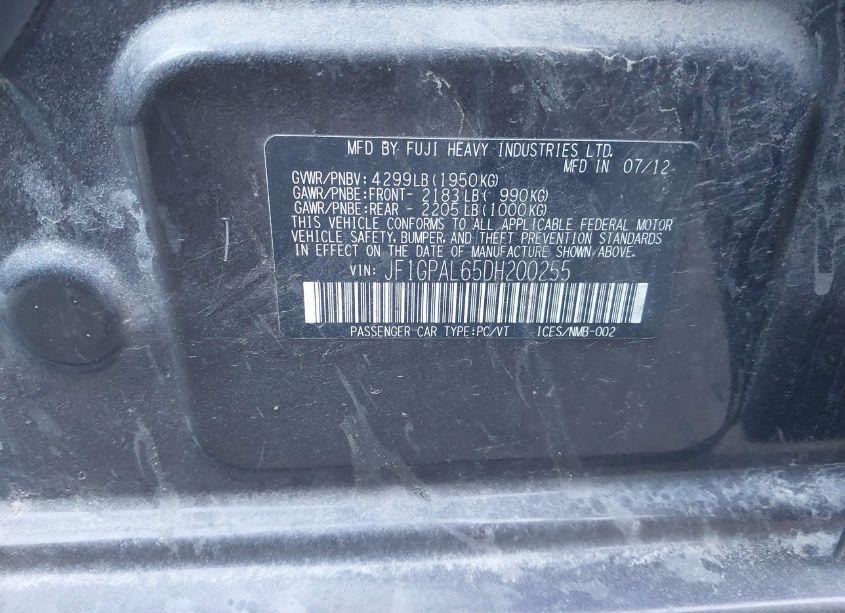 MFD BY FUJI HEAVY INDUSTRIES LTD.
MFD IN 07/12
GVWR/PNBV: 4299LB(1950KG)
GAWR/PNBE:FRONT- 2183LB( 990KG)
GAWR/PNBE:REAR - 2205LB(1000KG)
THIS VEHICLE CONFORMS TO ALL APPLICABLE FEDERAL MOTOR
VEHICLE SAFETY, BUMPER, AND THEFT PREVENTION STANDARDS
IN EFFECT ON THE DATE OF MANUFACTURE SHOWN ABOVE.
VIN: JF1GPAL65DH200255
PASSENGER CAR TYPE:PC/VT ICES/NMB-002